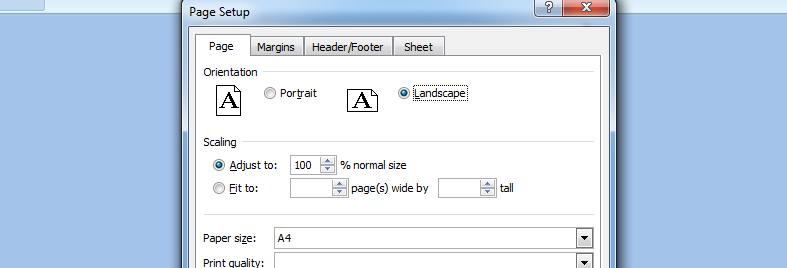 Page Setup
Page Margins Header/Footer Sheet
Orientation
A Portrait A Landscape
Scaling
Adjust to: 100 % normal size
Fit to: page(s) wide by tall
Paper size: A4
Print quality: